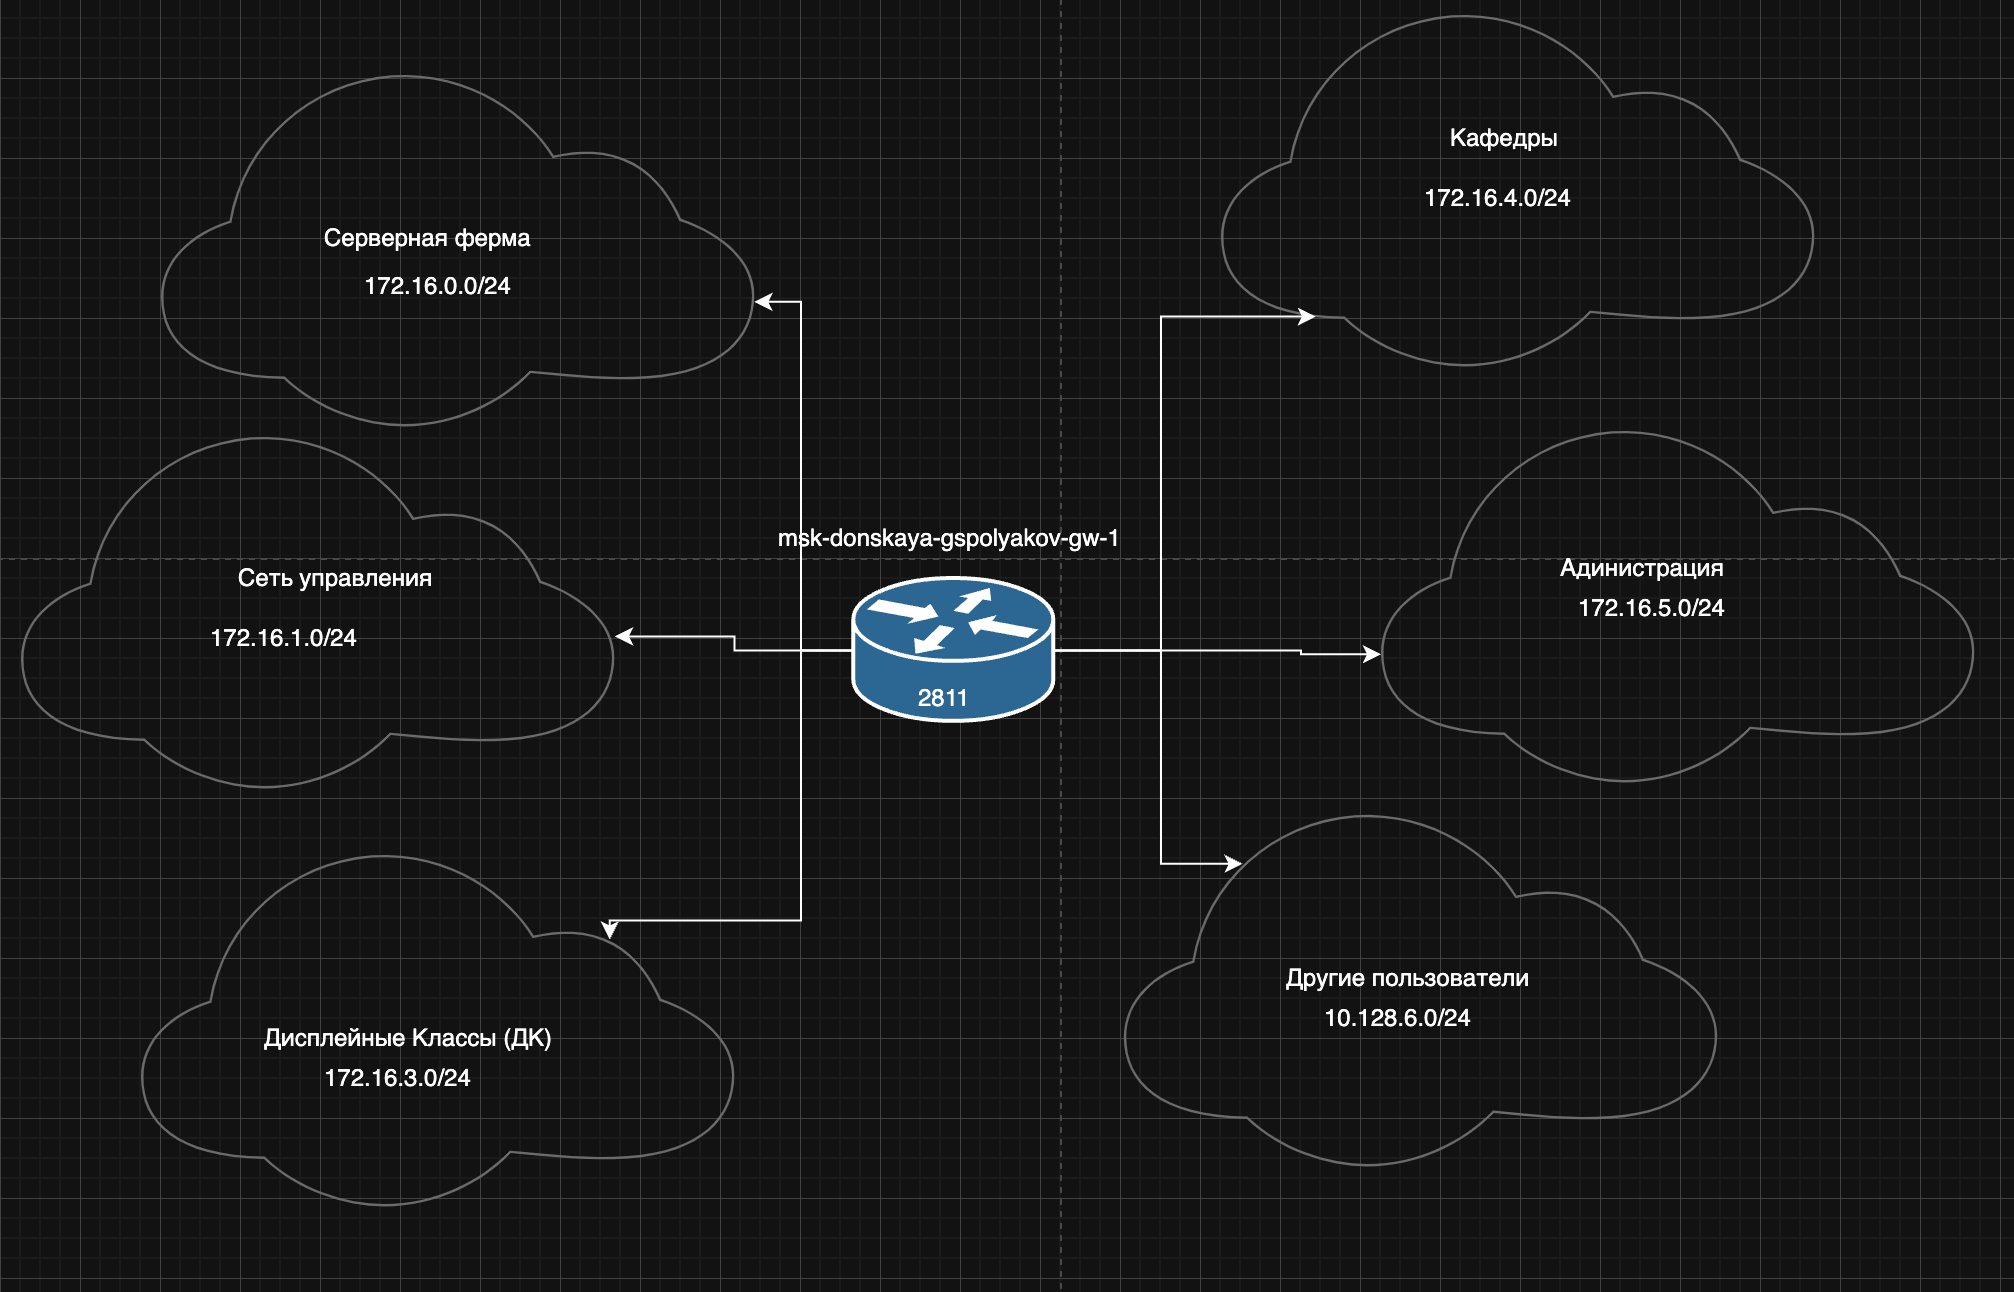 Серверная ферма
172.16.0.0/24
Кафедры
172.16.4.0/24
Сеть управления
172.16.1.0/24
msk-donskaya-gspolyakov-gw-1
2811
Адинистрация
172.16.5.0/24
Дисплейные Классы (ДК)
172.16.3.0/24
Другие пользователи
10.128.6.0/24